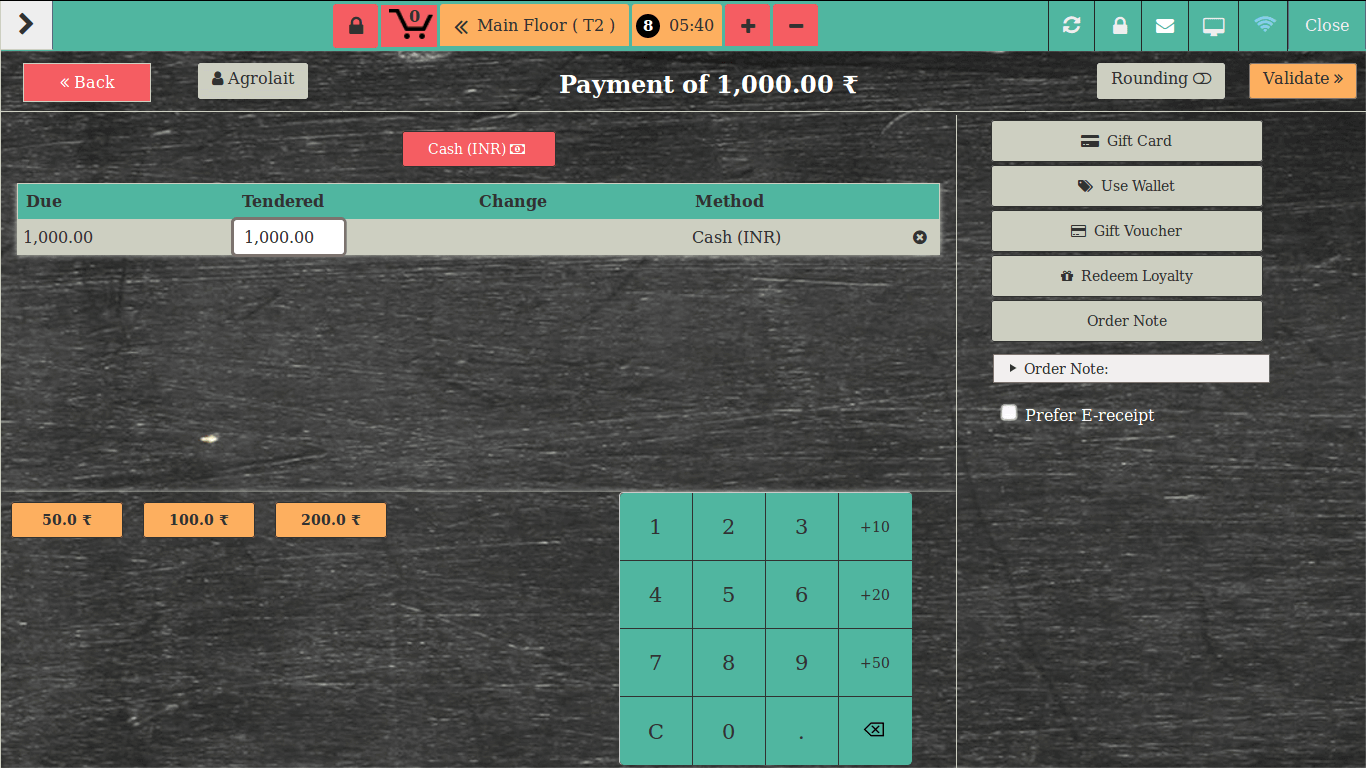 0
Main Floor ( T2 )
8 05:40
Close
Back
Agrolait
Payment of 1,000.00 ₹
Rounding
Validate
Cash (INR)
Due Tendered Change Method
1,000.00 1,000.00 Cash (INR)
Gift Card
Use Wallet
Gift Voucher
Redeem Loyalty
Order Note
Order Note:
Prefer E-receipt
50.0 ₹ 100.0 ₹ 200.0 ₹
1 2 3 +10
4 5 6 +20
7 8 9 +50
C 0 .